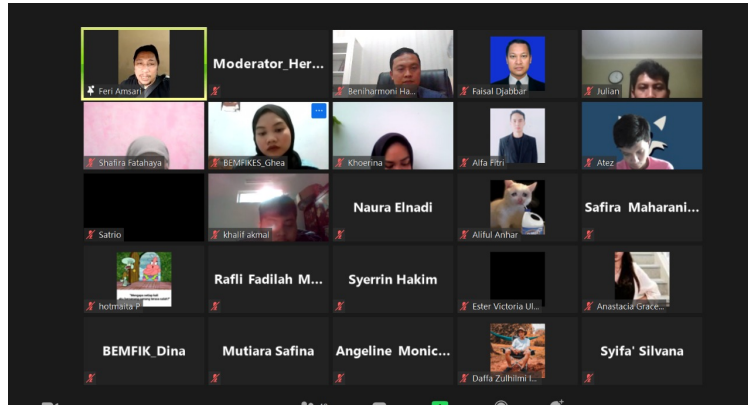 Feri Amsari
Moderator_Her...
Beniharmoni Ha...
Faisal Djabbar
Julian
Shafira Fatahaya
BEMFIKES_Ghea
Khoerina
Alfa Fitri
Atez
Satrio
khalif akmal
Naura Elnadi
Aliful Anhar
Safira Maharani...
hotmaita P
Rafli Fadilah M...
Syerrin Hakim
Ester Victoria Ul...
Anastacia Grace...
BEMFIK_Dina
Mutiara Safina
Angeline Monic...
Daffa Zulhilmi I...
Syifa' Silvana